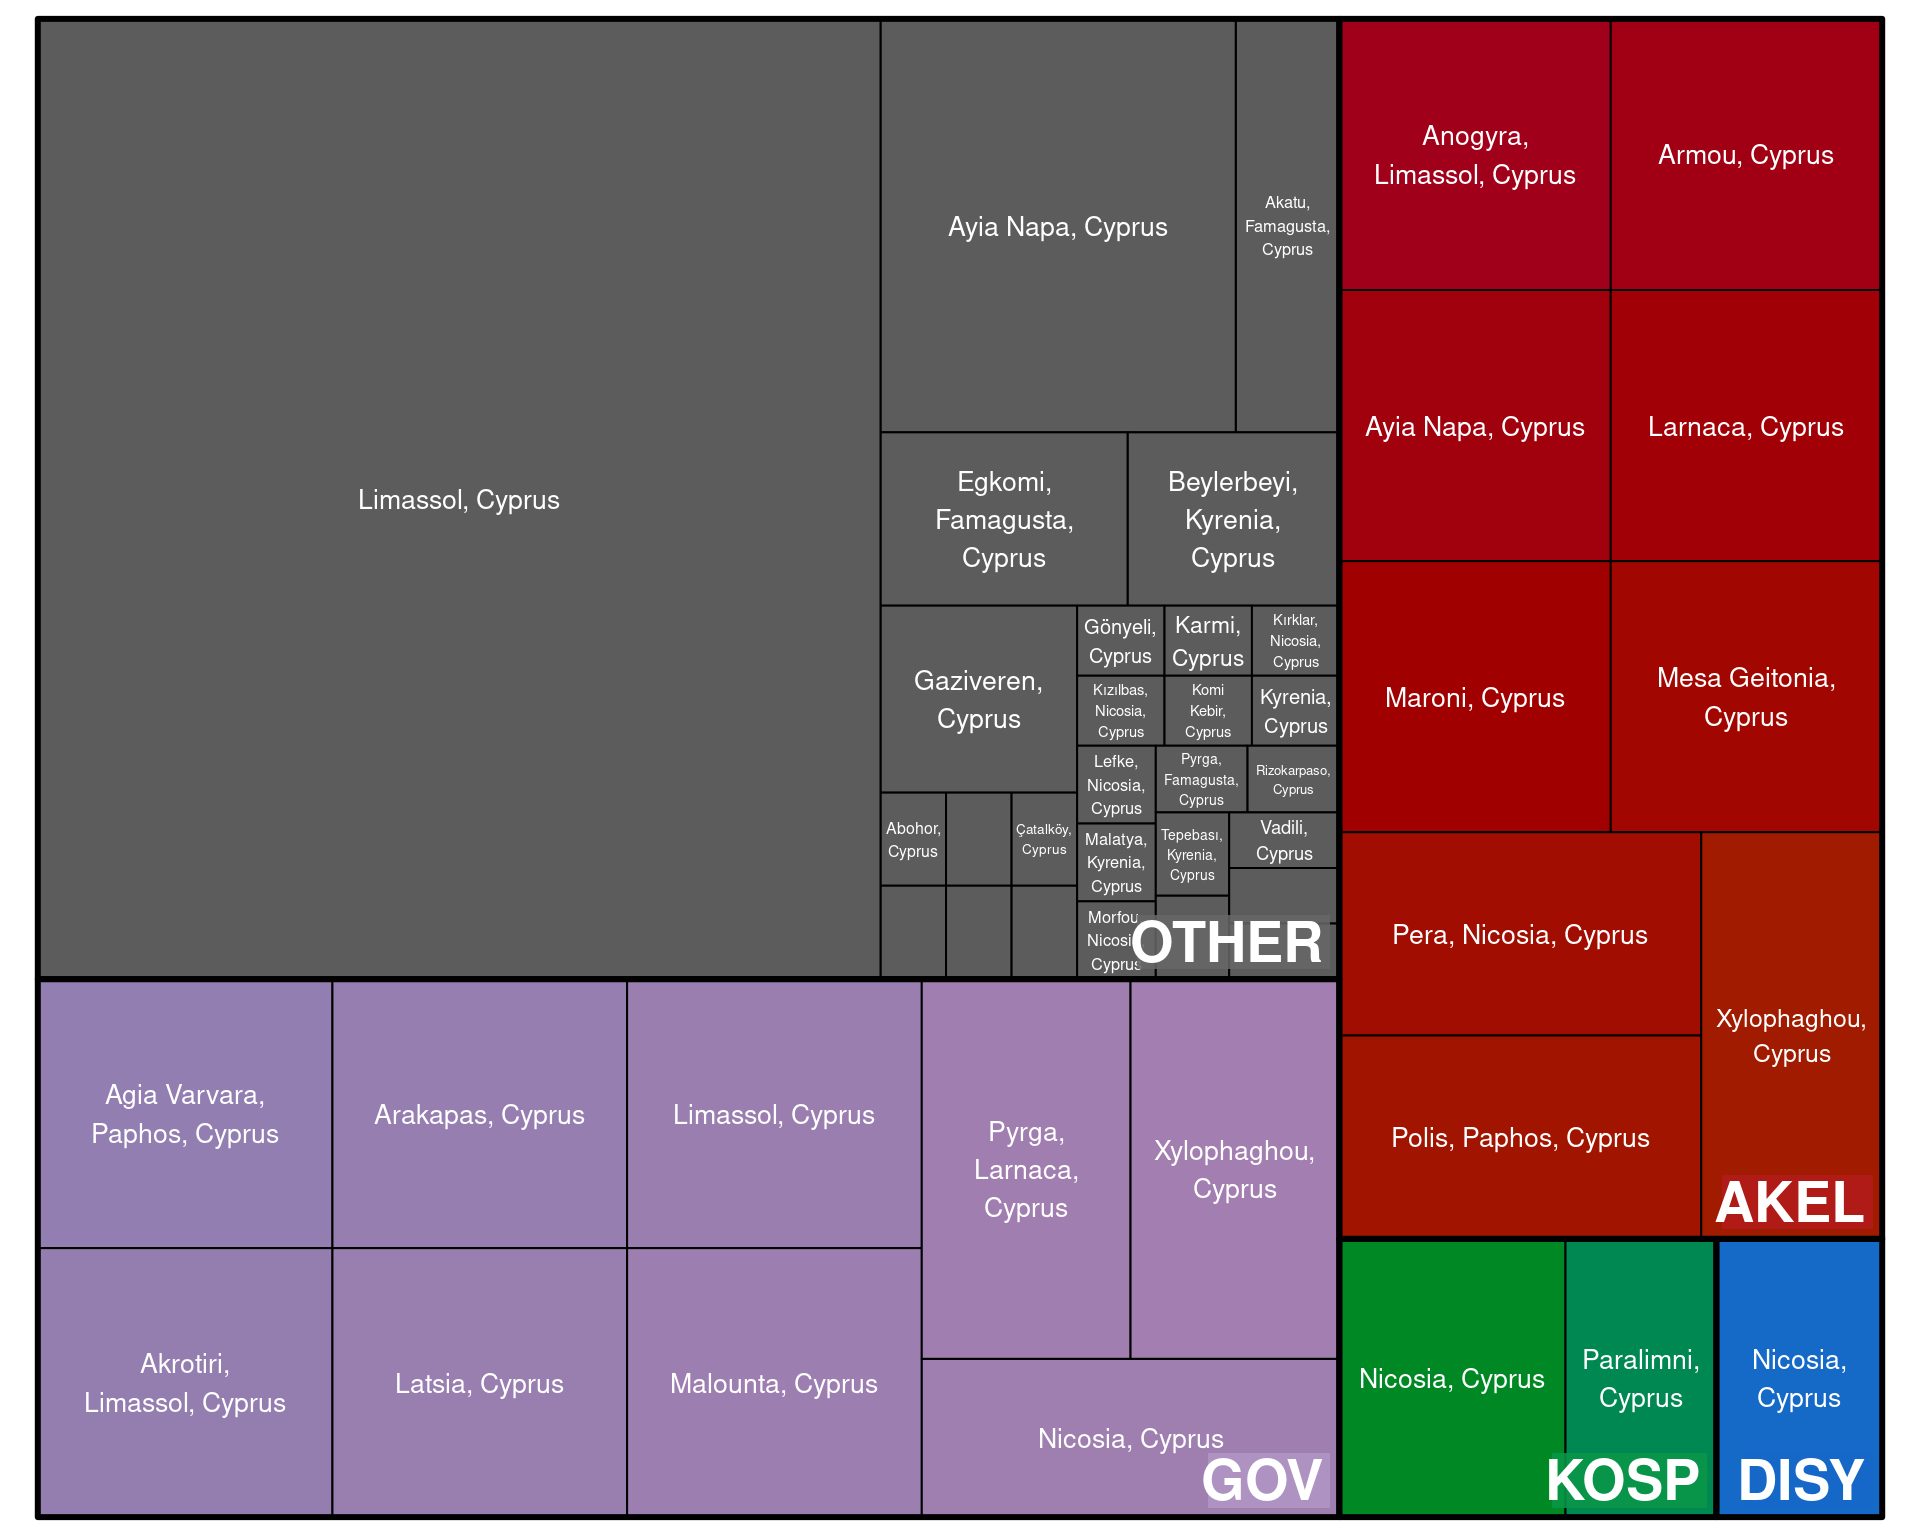 Limassol, Cyprus
Ayia Napa, Cyprus
Akatu,
Famagusta,
Cyprus
Egkomi,
Famagusta,
Cyprus
Beylerbeyi,
Kyrenia,
Cyprus
Gaziveren,
Cyprus
Gönyeli,
Cyprus
Karmi,
Cyprus
Kırklar,
Nicosia,
Cyprus
Kızılbas,
Nicosia,
Cyprus
Komi
Kebir,
Cyprus
Kyrenia,
Cyprus
Lefke,
Nicosia,
Cyprus
Pyrga,
Famagusta,
Cyprus
Rizokarpaso,
Cyprus
Abohor,
Cyprus
Çatalköy,
Cyprus
Malatya,
Kyrenia,
Cyprus
Tepebası,
Kyrenia,
Cyprus
Vadili,
Cyprus
Morfou,
Nicosia,
Cyprus
OTHER
Anogyra,
Limassol, Cyprus
Armou, Cyprus
Ayia Napa, Cyprus
Larnaca, Cyprus
Maroni, Cyprus
Mesa Geitonia,
Cyprus
Pera, Nicosia, Cyprus
Polis, Paphos, Cyprus
Xylophaghou,
Cyprus
AKEL
Agia Varvara,
Paphos, Cyprus
Arakapas, Cyprus
Limassol, Cyprus
Akrotiri,
Limassol, Cyprus
Latsia, Cyprus
Malounta, Cyprus
Pyrga,
Larnaca,
Cyprus
Xylophaghou,
Cyprus
Nicosia, Cyprus
GOV
Nicosia, Cyprus
Paralimni,
Cyprus
KOSP
Nicosia,
Cyprus
DISY